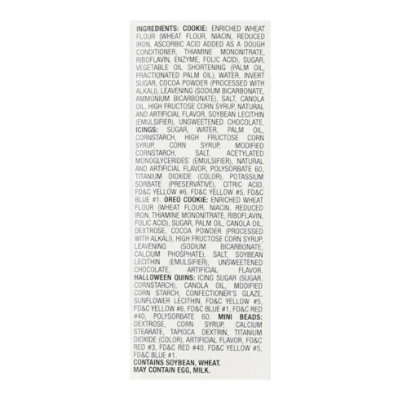 INGREDIENTS: COOKIE: ENRICHED WHEAT
FLOUR (WHEAT FLOUR, NIACIN, REDUCED
IRON, ASCORBIC ACID ADDED AS A DOUGH
CONDITIONER, THIAMINE MONONITRATE,
RIBOFLAVIN, ENZYME, FOLIC ACID), SUGAR,
VEGETABLE OIL SHORTENING (PALM OIL,
FRACTIONATED PALM OIL), WATER, INVERT
SUGAR, COCOA POWDER (PROCESSED WITH
ALKALI), LEAVENING (SODIUM BICARBONATE,
AMMONIUM BICARBONATE), SALT, CANOLA
OIL, HIGH FRUCTOSE CORN SYRUP, NATURAL
AND ARTIFICIAL FLAVOR, SOYBEAN LECITHIN
(EMULSIFIER), UNSWEETENED CHOCOLATE.
ICINGS: SUGAR, WATER, PALM OIL,
CORNSTARCH, HIGH FRUCTOSE CORN
SYRUP, CORN SYRUP, MODIFIED
CORNSTARCH, SALT, ACETYLATED
MONOGLYCERIDES (EMULSIFIER), NATURAL
AND ARTIFICIAL FLAVOR, POLYSORBATE 60,
TITANIUM DIOXIDE (COLOR), POTASSIUM
SORBATE (PRESERVATIVE), CITRIC ACID,
FD&C YELLOW #6, FD&C YELLOW #5, FD&C
BLUE #1. OREO COOKIE: ENRICHED WHEAT
FLOUR (WHEAT FLOUR, NIACIN, REDUCED
IRON, THIAMINE MONONITRATE, RIBOFLAVIN,
FOLIC ACID), SUGAR, PALM OIL, CANOLA OIL,
DEXTROSE, COCOA POWDER (PROCESSED
WITH ALKALI), HIGH FRUCTOSE CORN SYRUP,
LEAVENING (SODIUM BICARBONATE,
CALCIUM PHOSPHATE), SALT, SOYBEAN
LECITHIN (EMULSIFIER), UNSWEETENED
CHOCOLATE, ARTIFICIAL FLAVOR.
HALLOWEEN QUINS: ICING SUGAR (SUGAR,
CORNSTARCH), CANOLA OIL, MODIFIED
CORN STARCH, CONFECTIONER'S GLAZE,
SUNFLOWER LECITHIN, FD&C YELLOW #5,
FD&C YELLOW #6, FD&C BLUE #1, FD&C RED
#40, POLYSORBATE 60. MINI BEADS:
DEXTROSE, CORN SYRUP, CALCIUM
STEARATE, TAPIOCA DEXTRIN, TITANIUM
DIOXIDE (COLOR), ARTIFICIAL FLAVOR, FD&C
RED #3, FD&C RED #40, FD&C YELLOW #5,
FD&C BLUE #1.
CONTAINS SOYBEAN, WHEAT.
MAY CONTAIN EGG, MILK.